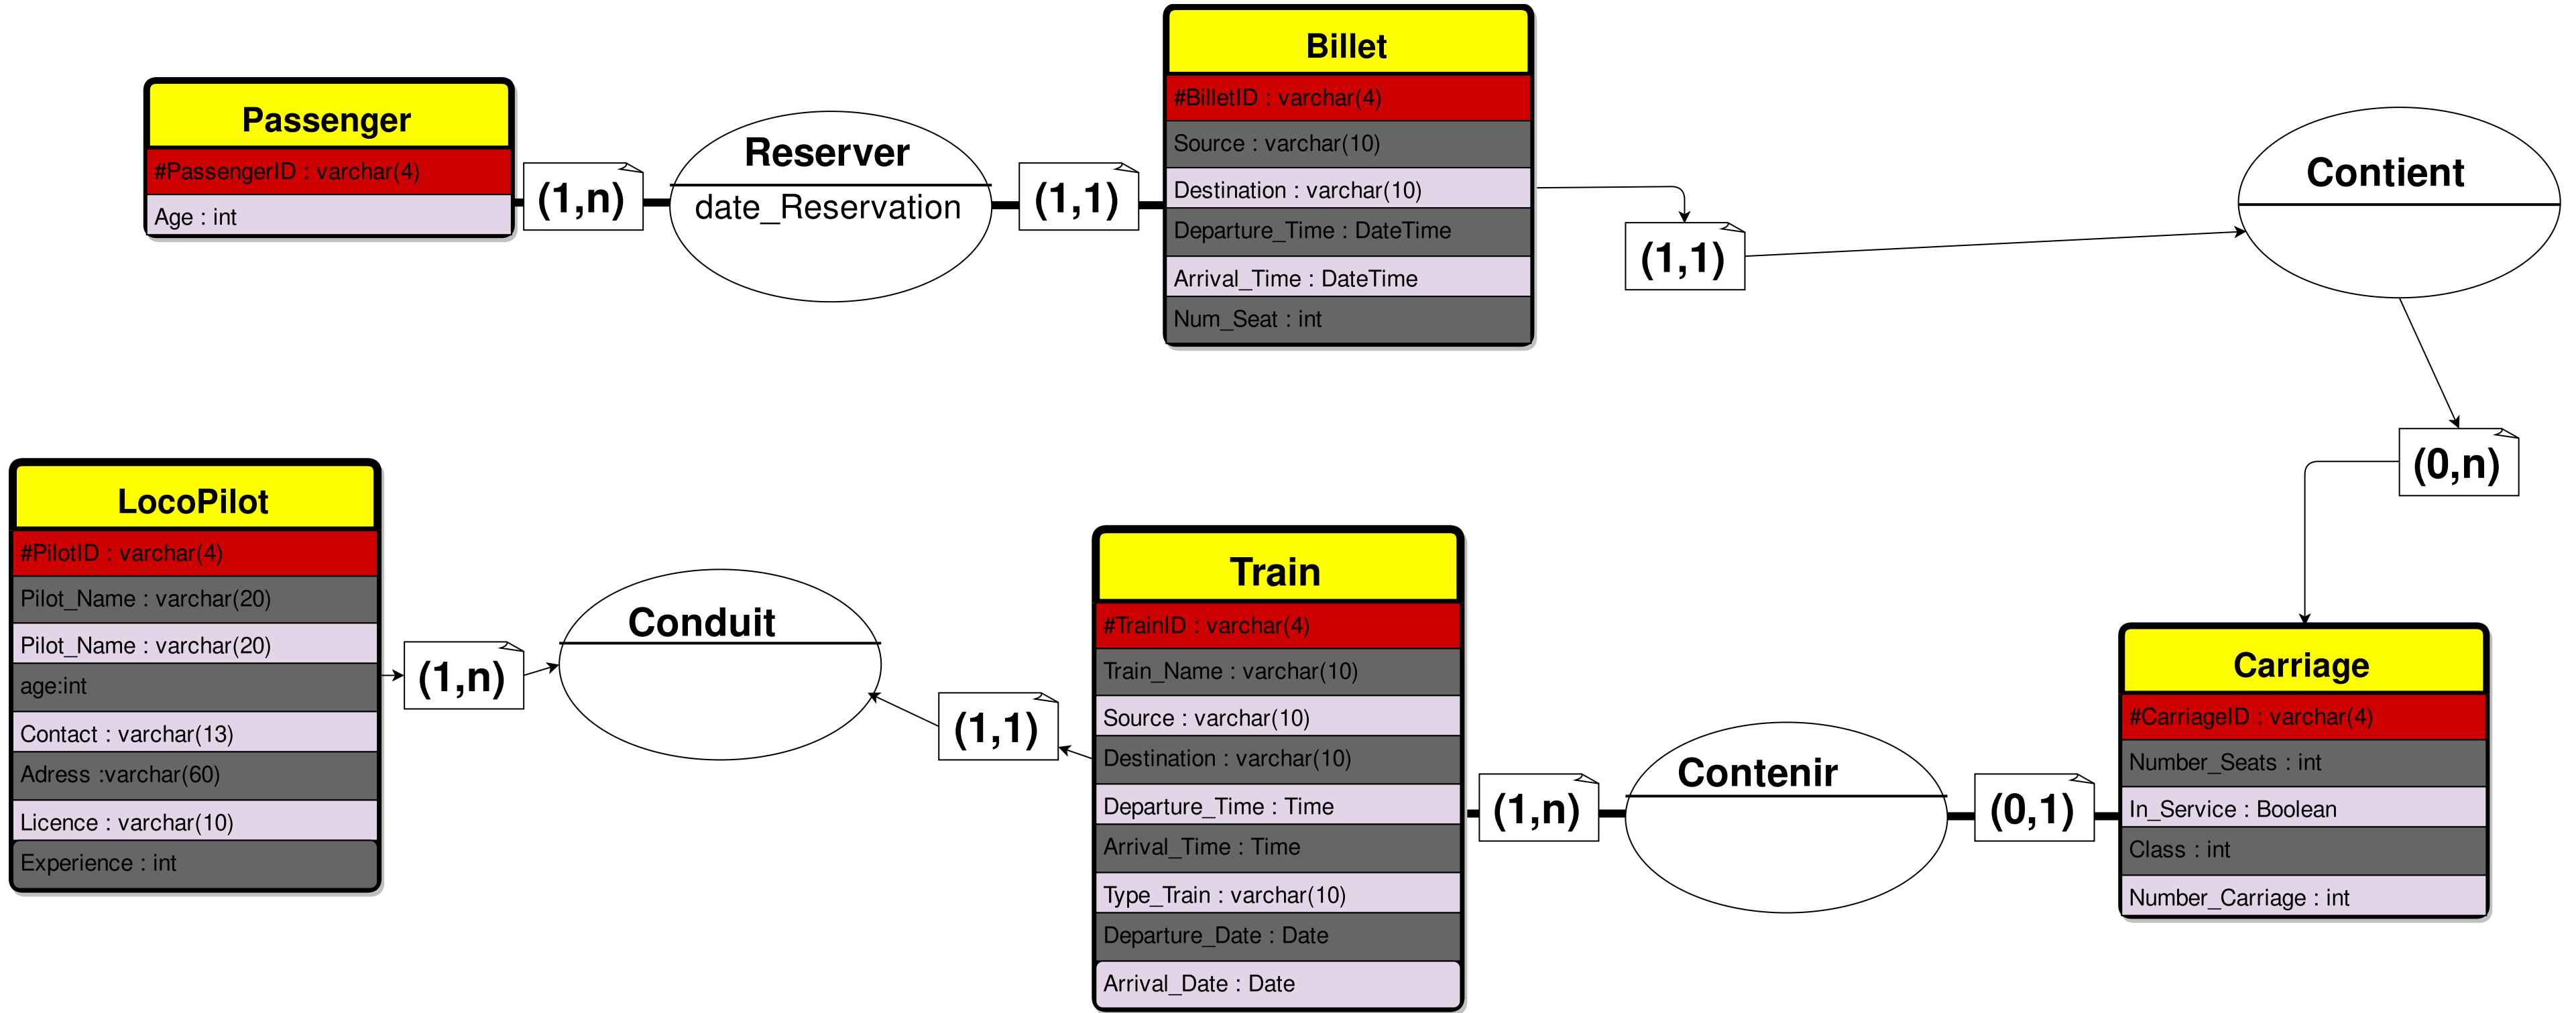 Passenger
#PassengerID : varchar(4)
Age : int
(1,n)
Reserver
date_Reservation
(1,1)
Billet
#BilletID : varchar(4)
Source : varchar(10)
Destination : varchar(10)
Departure_Time : DateTime
Arrival_Time : DateTime
Num_Seat : int
(1,1)
Contient
(0,n)
LocoPilot
#PilotID : varchar(4)
Pilot_Name : varchar(20)
Pilot_Name : varchar(20)
age:int
Contact : varchar(13)
Adress :varchar(60)
Licence : varchar(10)
Experience : int
(1,n)
Conduit
(1,1)
Train
#TrainID : varchar(4)
Train_Name : varchar(10)
Source : varchar(10)
Destination : varchar(10)
Departure_Time : Time
Arrival_Time : Time
Type_Train : varchar(10)
Departure_Date : Date
Arrival_Date : Date
(1,n)
Contenir
(0,1)
Carriage
#CarriageID : varchar(4)
Number_Seats : int
In_Service : Boolean
Class : int
Number_Carriage : int